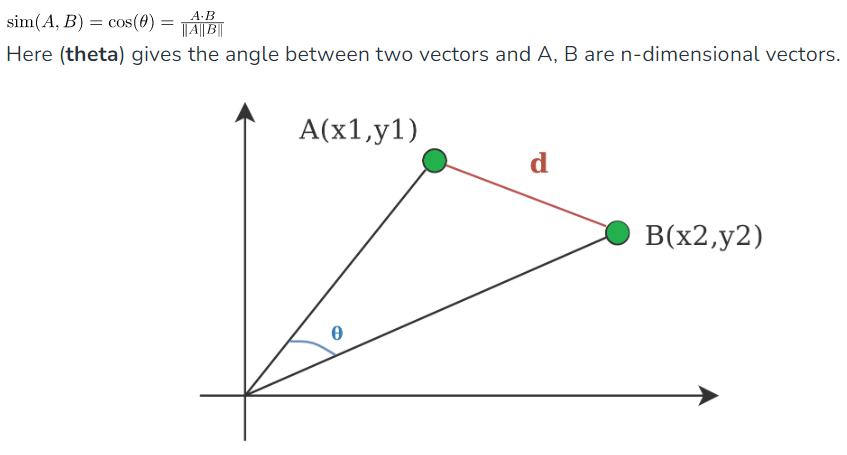 sim(A, B) = cos(θ) = A·B / ‖A‖‖B‖
Here (theta) gives the angle between two vectors and A, B are n-dimensional vectors.
A(x1,y1)
d
B(x2,y2)
θ